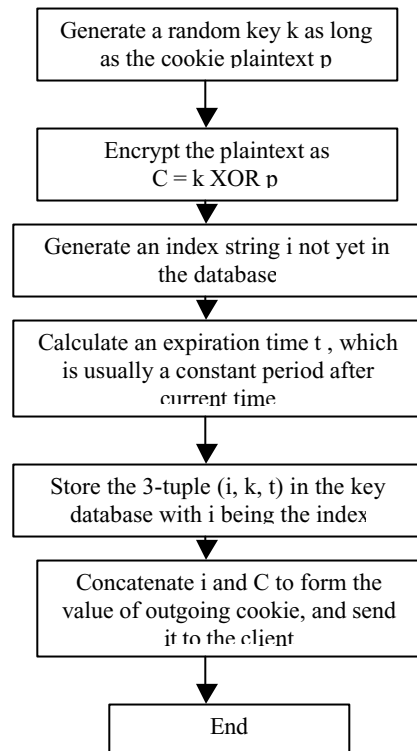 Generate a random key k as long
as the cookie plaintext p
Encrypt the plaintext as
C = k XOR p
Generate an index string i not yet in
the database
Calculate an expiration time t , which
is usually a constant period after
current time
Store the 3-tuple (i, k, t) in the key
database with i being the index
Concatenate i and C to form the
value of outgoing cookie, and send
it to the client
End